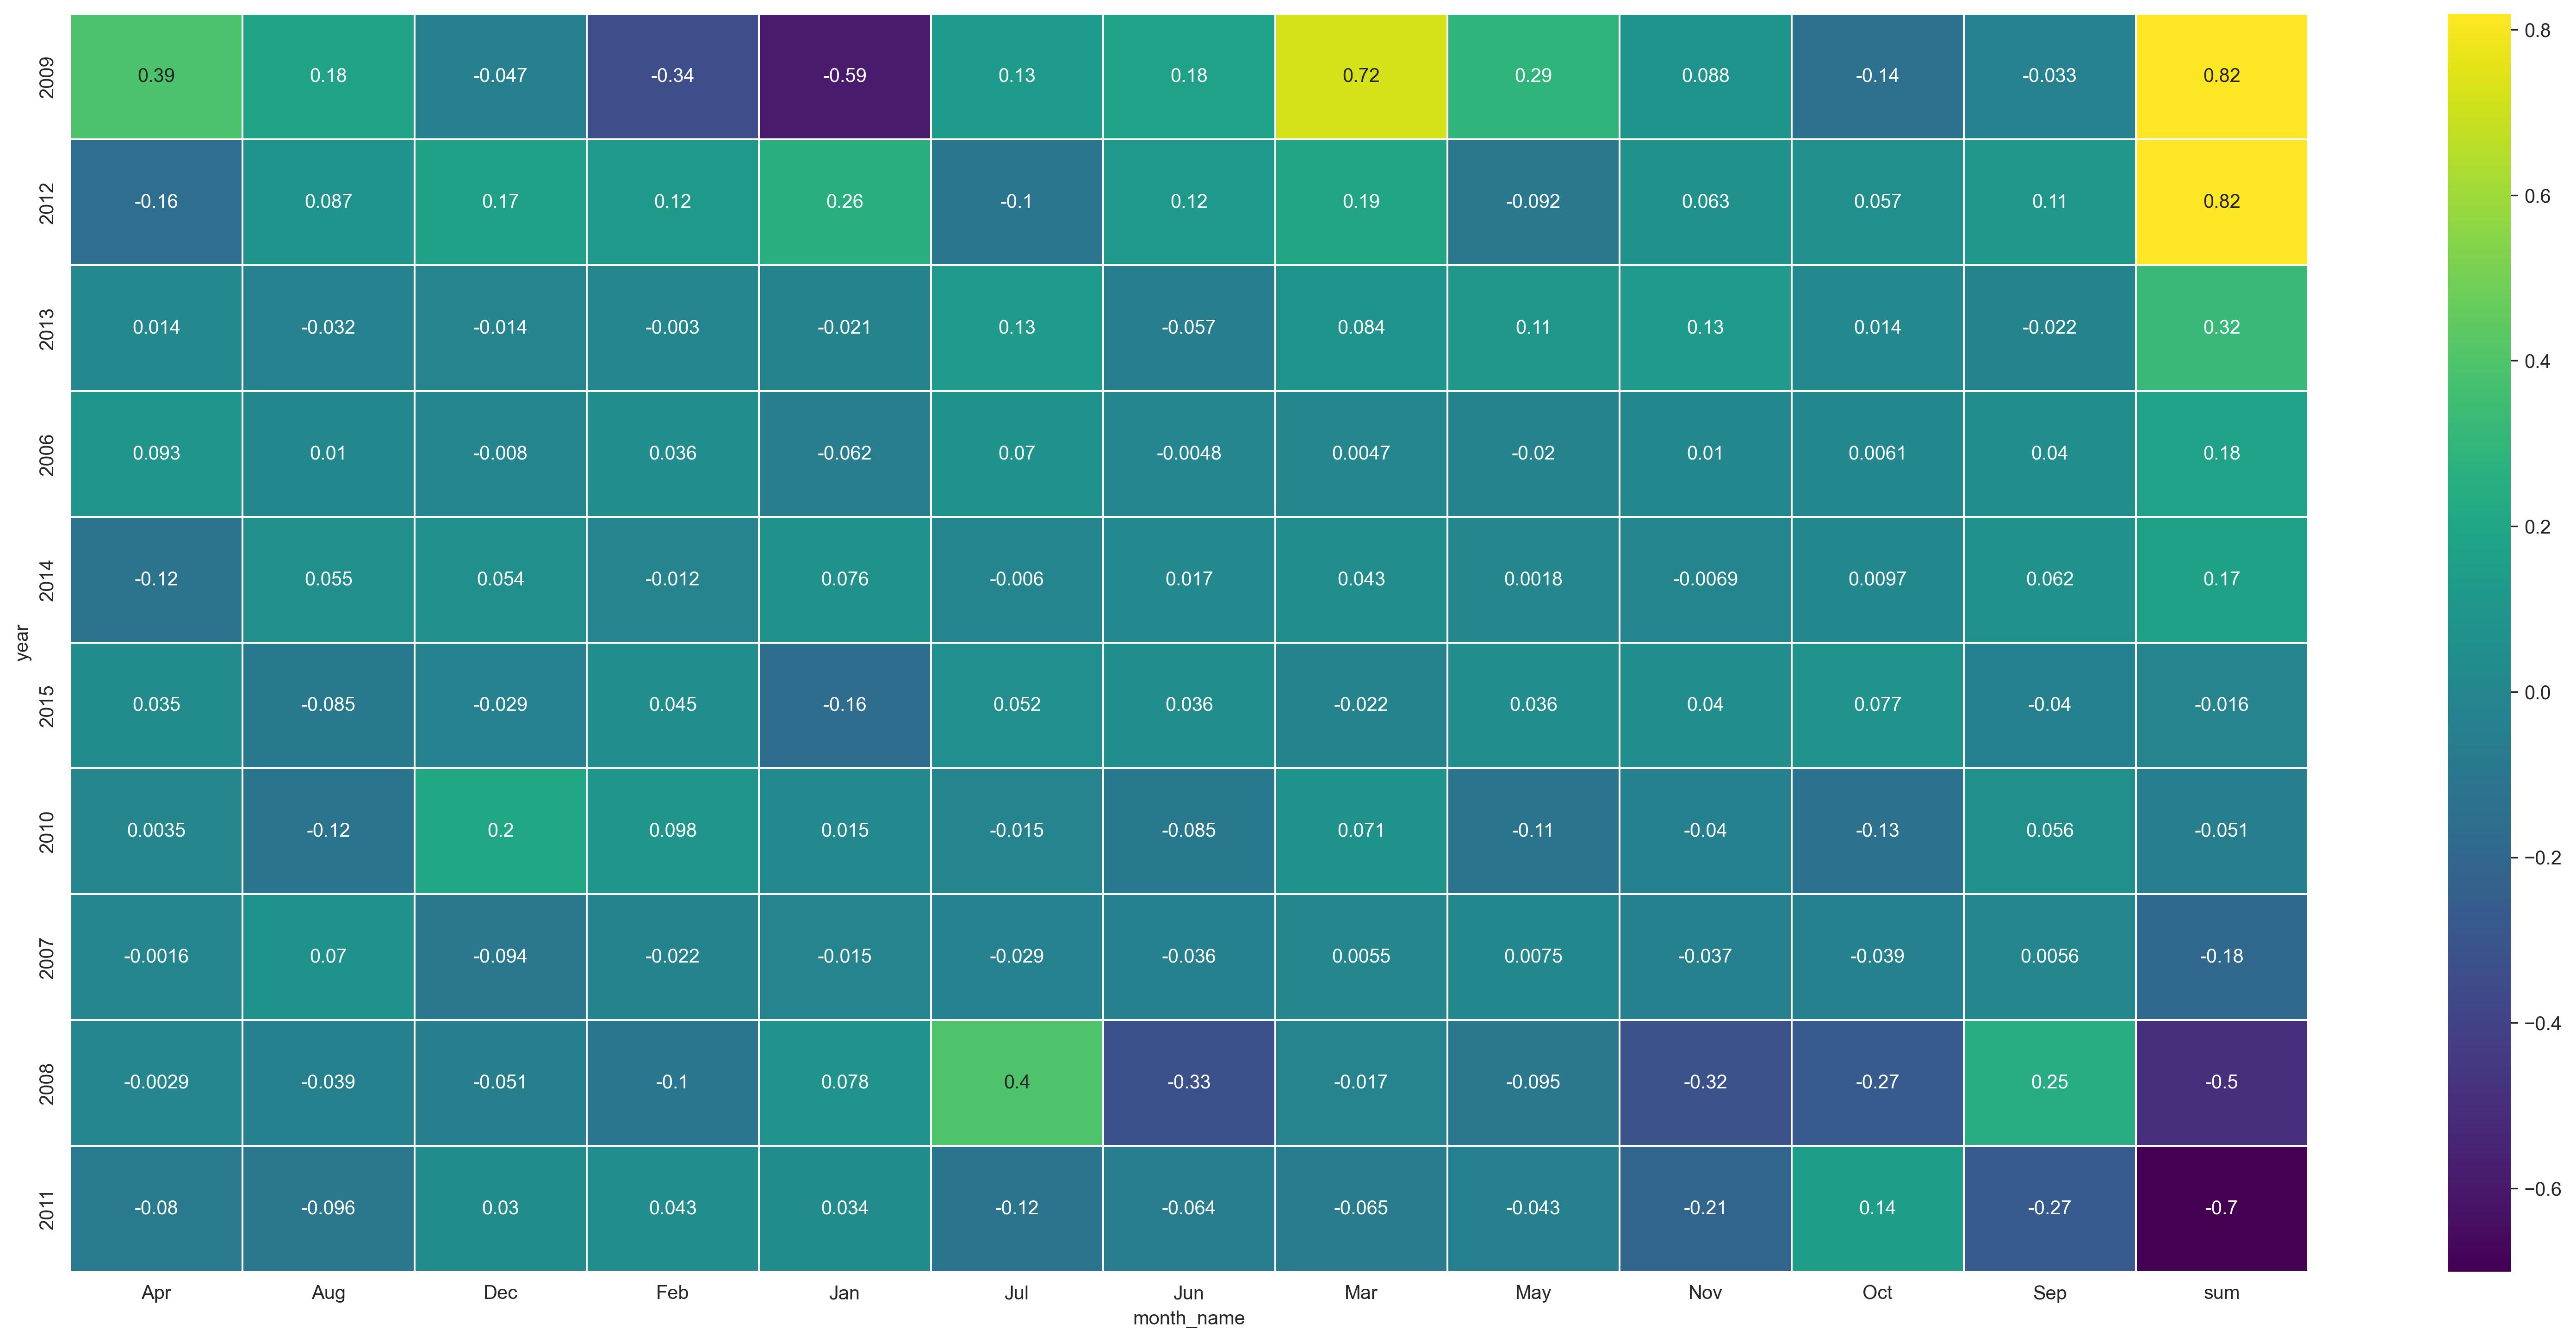 2009 0.39 0.18 -0.047 -0.34 -0.59 0.13 0.18 0.72 0.29 0.088 -0.14 -0.033 0.82
2012 -0.16 0.087 0.17 0.12 0.26 -0.1 0.12 0.19 -0.092 0.063 0.057 0.11 0.82
2013 0.014 -0.032 -0.014 -0.003 -0.021 0.13 -0.057 0.084 0.11 0.13 0.014 -0.022 0.32
2006 0.093 0.01 -0.008 0.036 -0.062 0.07 -0.0048 0.0047 -0.02 0.01 0.0061 0.04 0.18
2014 -0.12 0.055 0.054 -0.012 0.076 -0.006 0.017 0.043 0.0018 -0.0069 0.0097 0.062 0.17
year
2015 0.035 -0.085 -0.029 0.045 -0.16 0.052 0.036 -0.022 0.036 0.04 0.077 -0.04 -0.016
2010 0.0035 -0.12 0.2 0.098 0.015 -0.015 -0.085 0.071 -0.11 -0.04 -0.13 0.056 -0.051
2007 -0.0016 0.07 -0.094 -0.022 -0.015 -0.029 -0.036 0.0055 0.0075 -0.037 -0.039 0.0056 -0.18
2008 -0.0029 -0.039 -0.051 -0.1 0.078 0.4 -0.33 -0.017 -0.095 -0.32 -0.27 0.25 -0.5
2011 -0.08 -0.096 0.03 0.043 0.034 -0.12 -0.064 -0.065 -0.043 -0.21 0.14 -0.27 -0.7
Apr Aug Dec Feb Jan Jul Jun Mar May Nov Oct Sep sum
month_name
0.8
0.6
0.4
0.2
0.0
−0.2
−0.4
−0.6